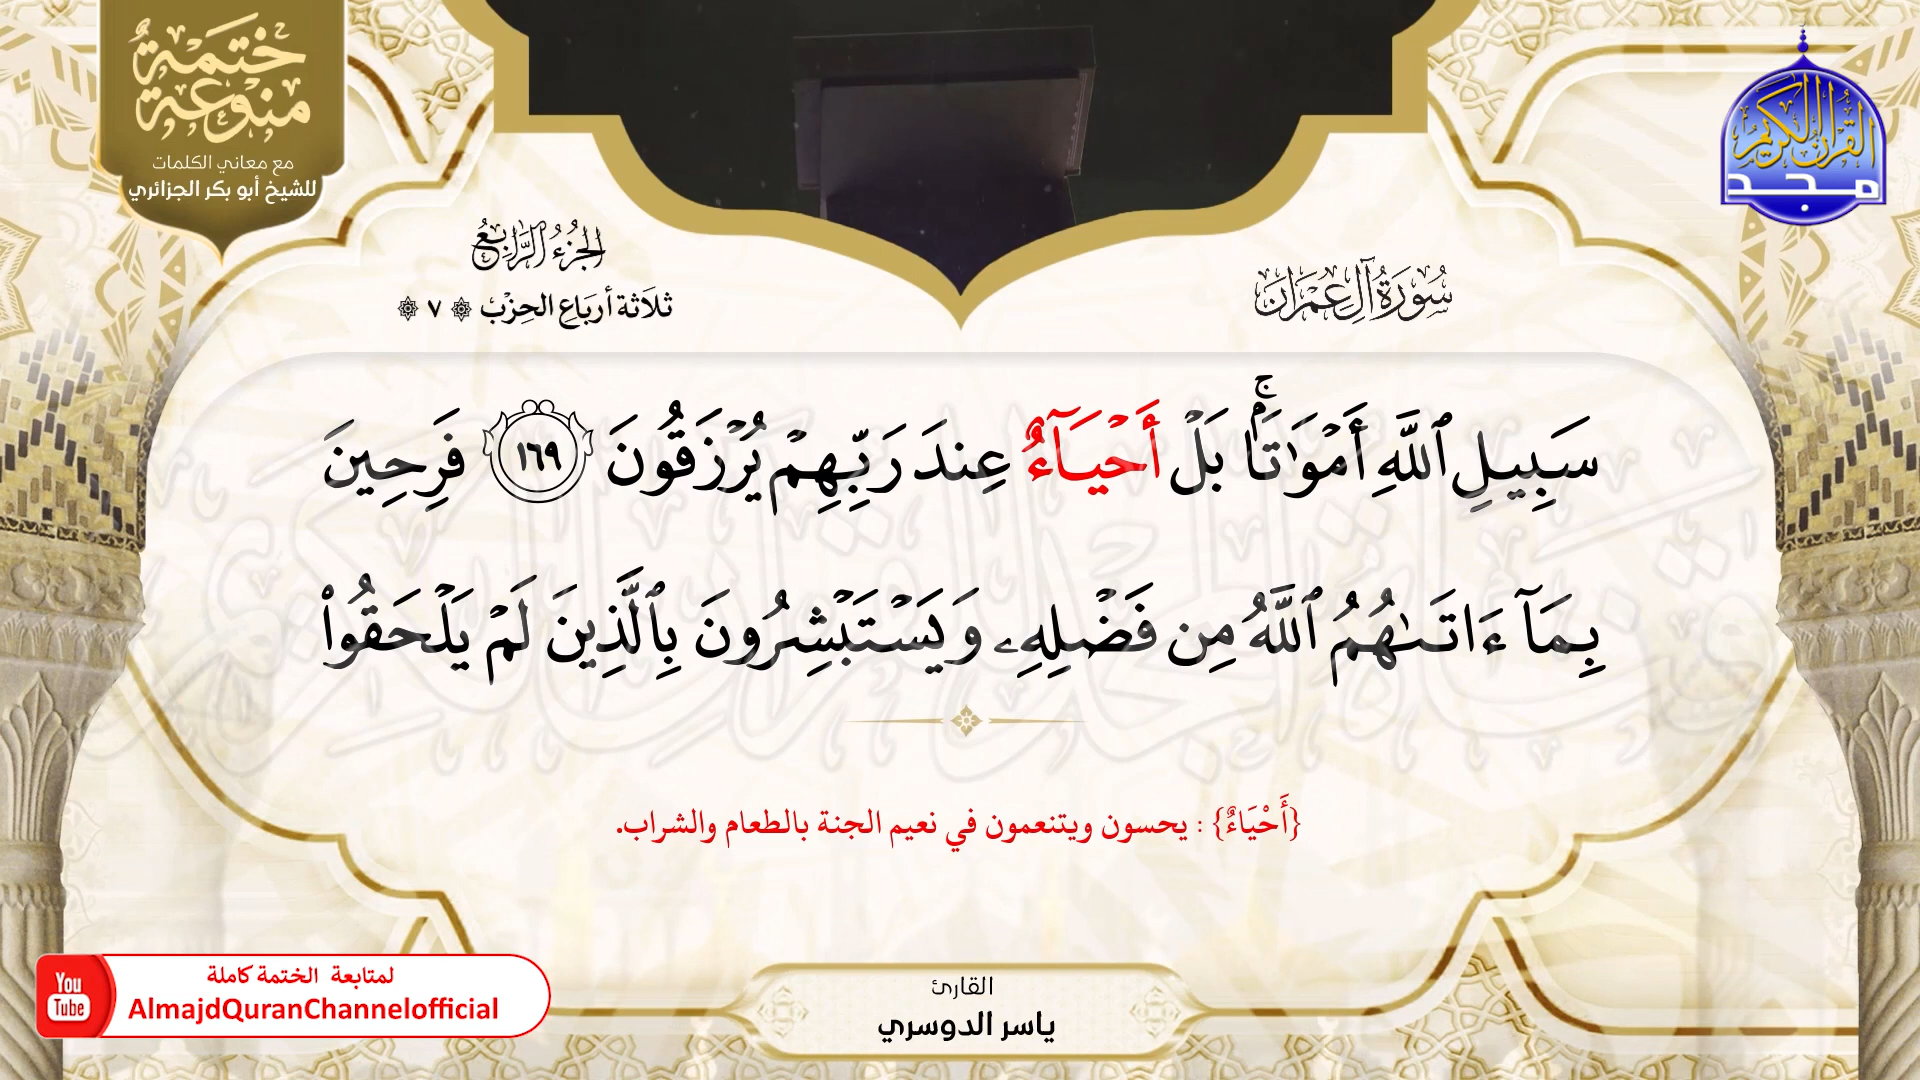 ختمة
منوعة
مع معاني الكلمات
للشيخ أبو بكر الجزائري
القرآن الكريم
مجد
الجزء الرابع
ثلاثة أرباع الحزب ۞ ٧ ۞
سورة آل عمران
سَبِيلِ ٱللَّهِ أَمْوَٰتَۢاۚ بَلْ أَحْيَآءٌ عِندَ رَبِّهِمْ يُرْزَقُونَ ١٦٩ فَرِحِينَ
بِمَآ ءَاتَىٰهُمُ ٱللَّهُ مِن فَضْلِهِۦ وَيَسْتَبْشِرُونَ بِٱلَّذِينَ لَمْ يَلْحَقُوا۟
{أَحْيَاءٌ} : يحسون ويتنعمون في نعيم الجنة بالطعام والشراب.
You
Tube
لمتابعة الختمة كاملة
AlmajdQuranChannelofficial
القارئ
ياسر الدوسري